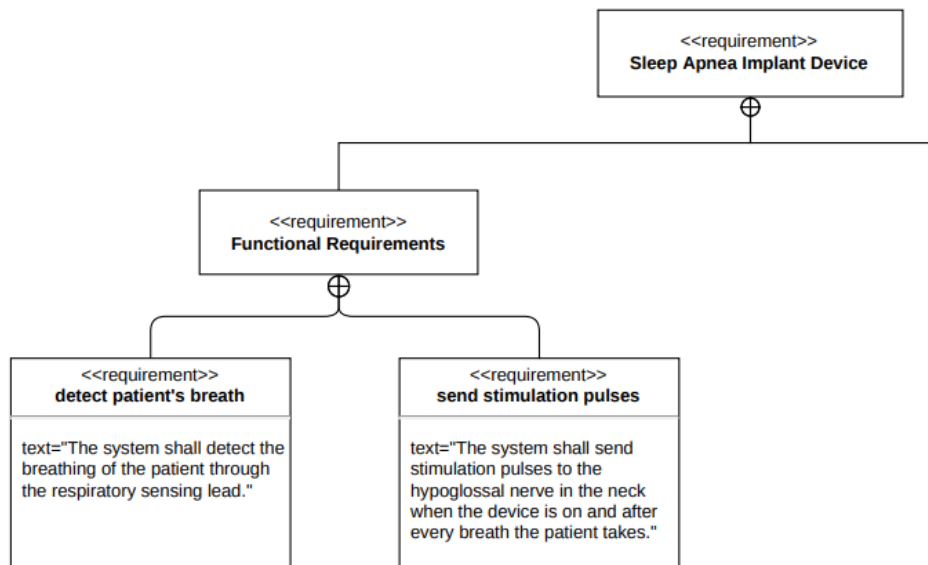 <<requirement>>
Sleep Apnea Implant Device
<<requirement>>
Functional Requirements
<<requirement>>
detect patient's breath
text="The system shall detect the
breathing of the patient through
the respiratory sensing lead."
<<requirement>>
send stimulation pulses
text="The system shall send
stimulation pulses to the
hypoglossal nerve in the neck
when the device is on and after
every breath the patient takes."